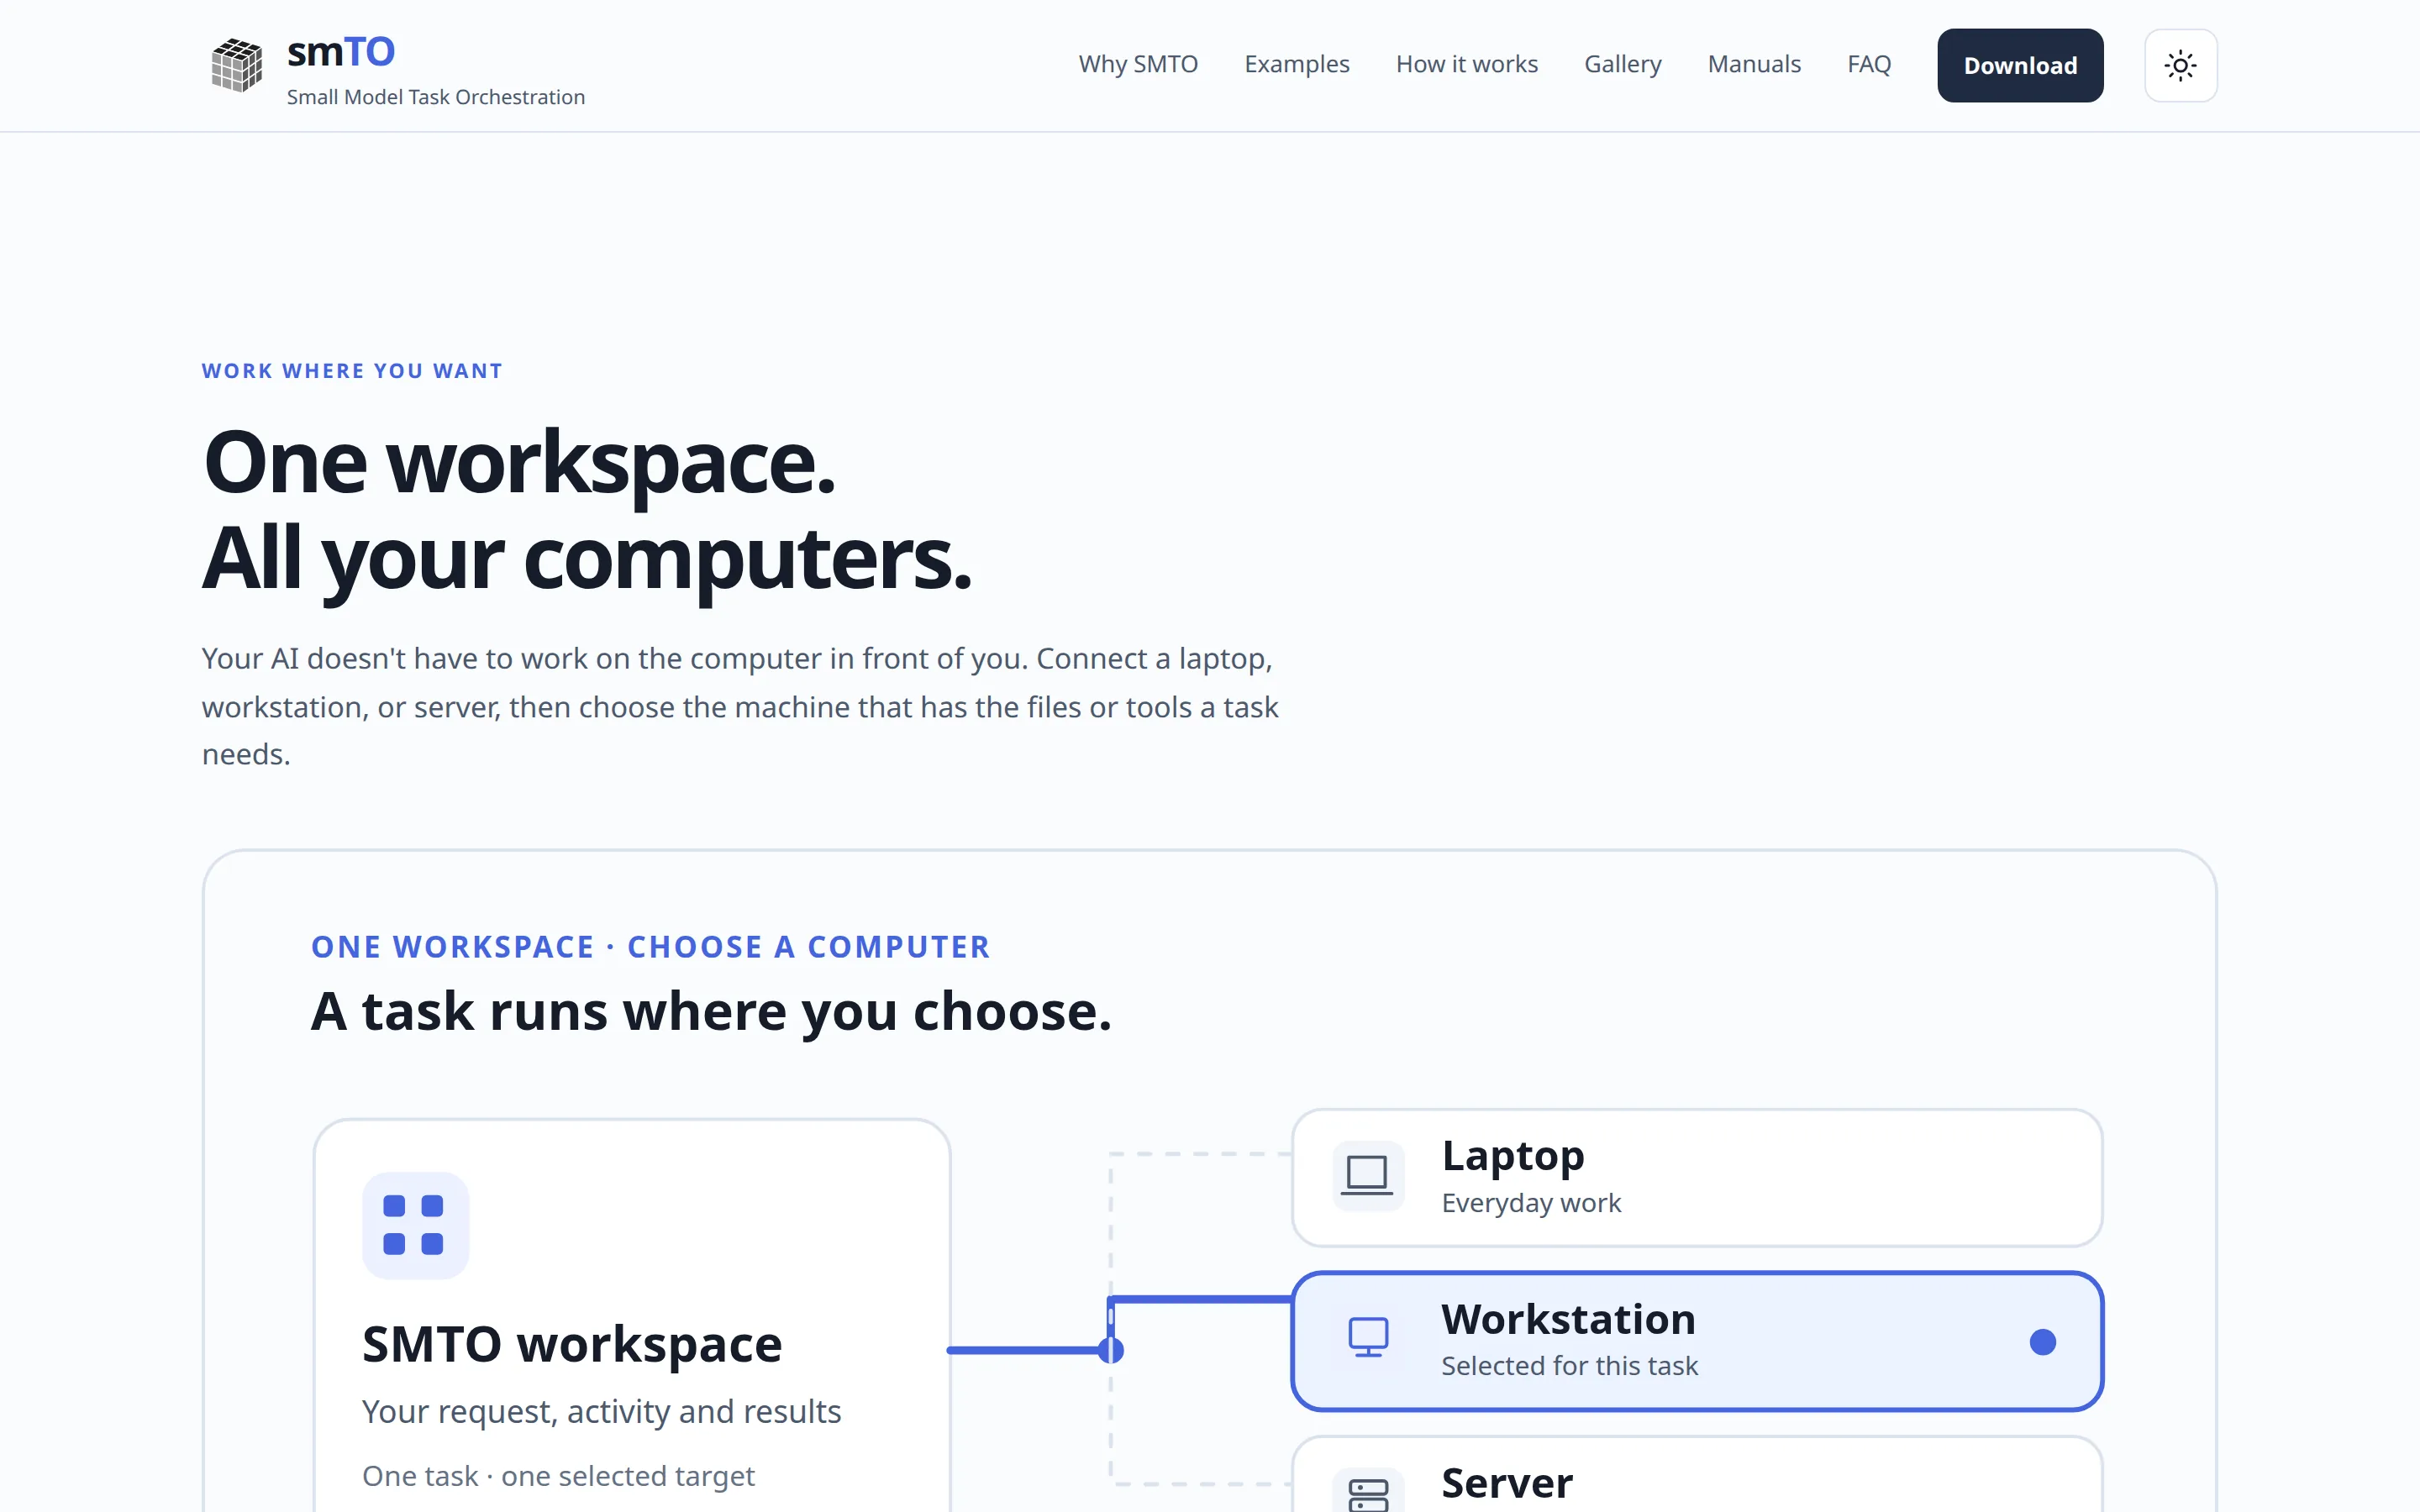 smTO
Small Model Task Orchestration
Why SMTO
Examples
How it works
Gallery
Manuals
FAQ
Download
WORK WHERE YOU WANT
One workspace.
All your computers.
Your AI doesn't have to work on the computer in front of you. Connect a laptop,
workstation, or server, then choose the machine that has the files or tools a task
needs.
ONE WORKSPACE · CHOOSE A COMPUTER
A task runs where you choose.
SMTO workspace
Your request, activity and results
One task · one selected target
Laptop
Everyday work
Workstation
Selected for this task
Server